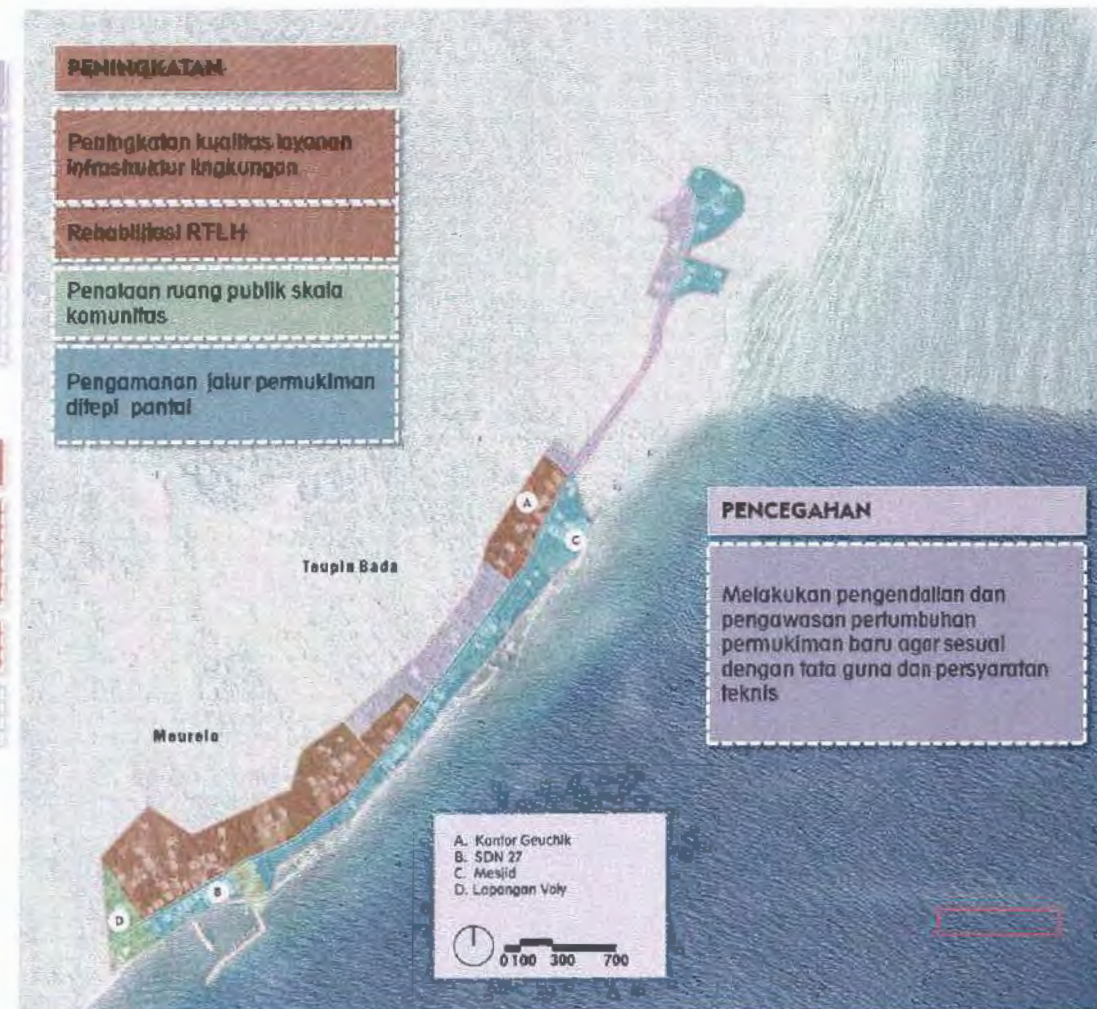 PENINGKATAN
Peningkatan kualitas layanan
infrastruktur lingkungan
Rehabilitasi RTLH
Penataan ruang publik skala
komunitas
Pengamanan jalur permukiman
ditepi pantai
A
C
Teupin Bada
PENCEGAHAN
Melakukan pengendalian dan
pengawasan pertumbuhan
permukiman baru agar sesuai
dengan tata guna dan persyaratan
teknis
Meurela
B
D
A. Kantor Geuchik
B. SDN 27
C. Mesjid
D. Lapangan Voly
0 100 300 700